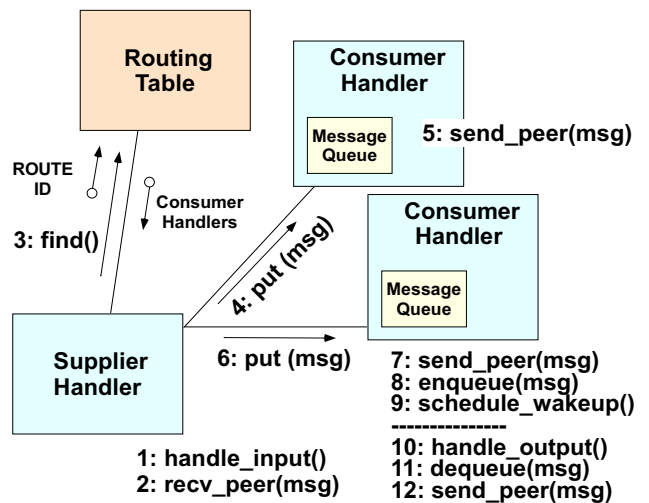 Routing
Table
Consumer
Handler
Message
Queue
5: send_peer(msg)
ROUTE
ID
Consumer
Handlers
3: find()
4: put (msg)
Consumer
Handler
Message
Queue
Supplier
Handler
6: put (msg)
7: send_peer(msg)
8: enqueue(msg)
9: schedule_wakeup()
---------------
10: handle_output()
11: dequeue(msg)
12: send_peer(msg)
1: handle_input()
2: recv_peer(msg)